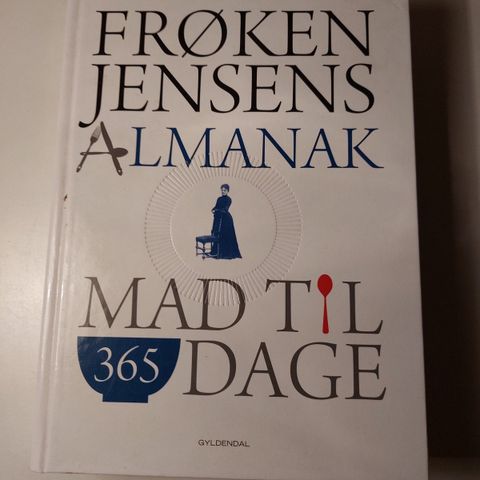 FRØKEN
JENSENS
ALMANAK
MAD TIL
365 DAGE
GYLDENDAL